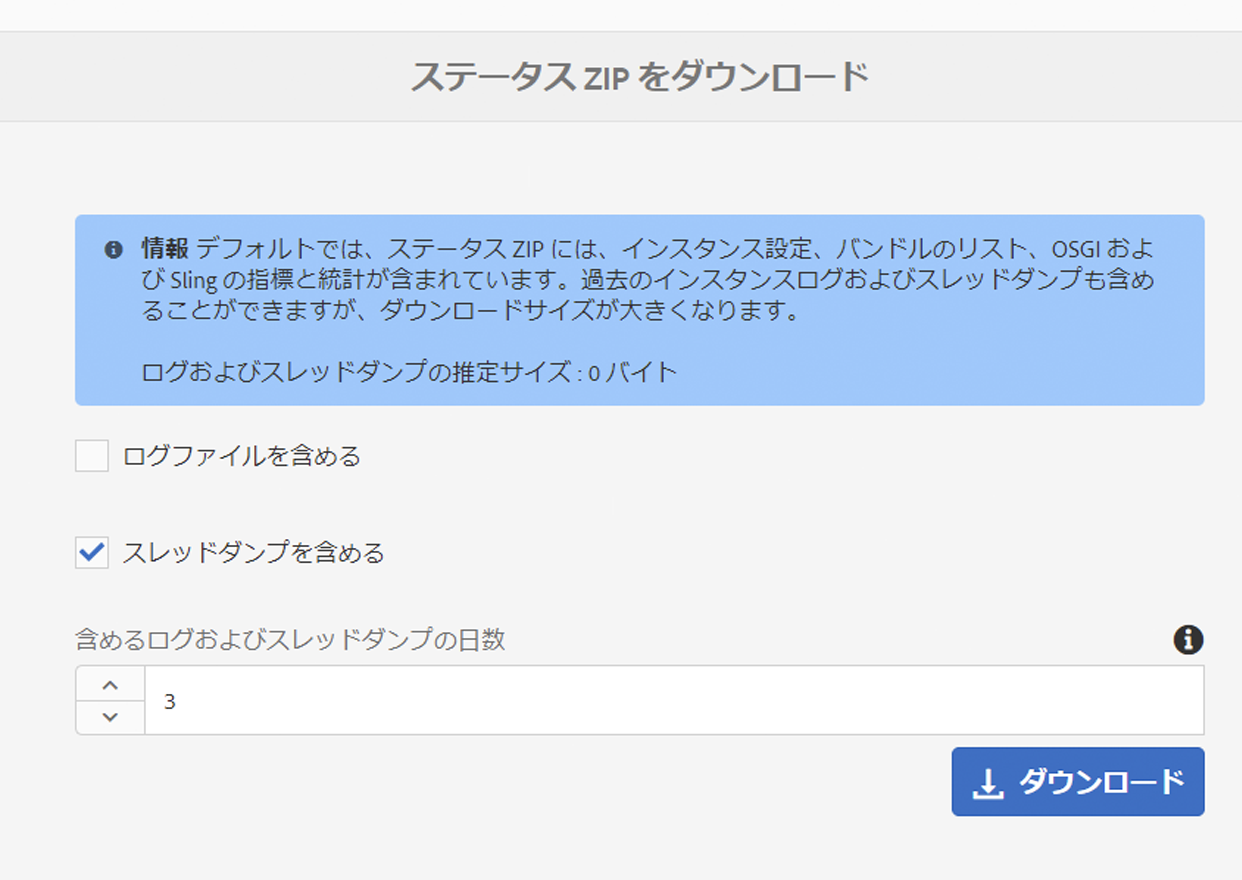 ステータス ZIP をダウンロード
情報 デフォルトでは、ステータス ZIP には、インスタンス設定、バンドルのリスト、OSGI およ
び Sling の指標と統計が含まれています。過去のインスタンスログおよびスレッドダンプも含め
ることができますが、ダウンロードサイズが大きくなります。
ログおよびスレッドダンプの推定サイズ : 0 バイト
ログファイルを含める
スレッドダンプを含める
含めるログおよびスレッドダンプの日数
3
ダウンロード